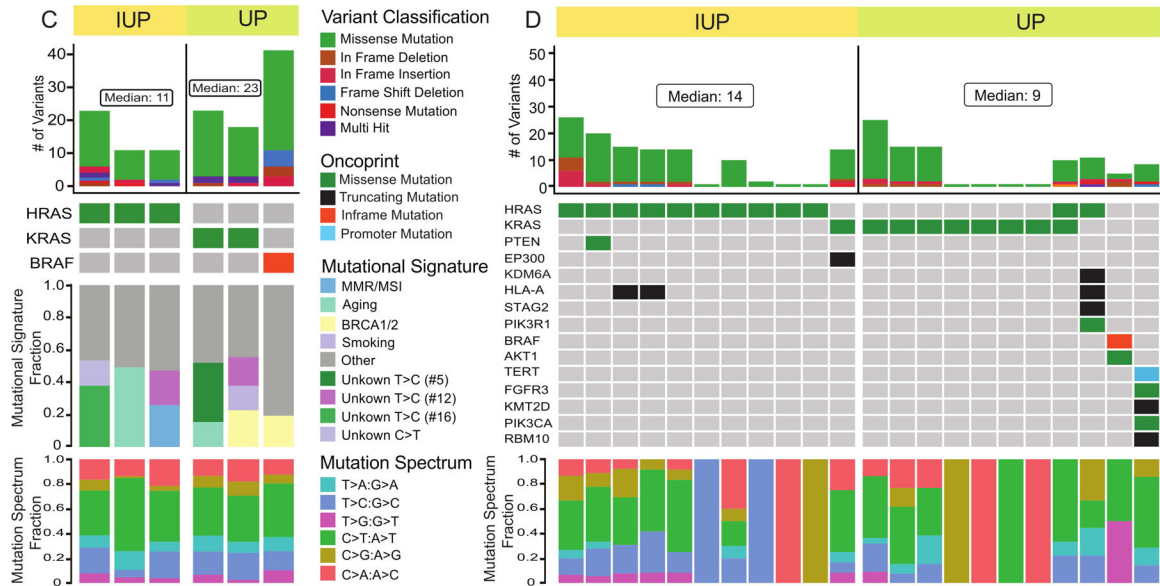 C
IUP
UP
# of Variants
40
30
20
10
0
Median: 11
Median: 23
HRAS
KRAS
BRAF
Mutational Signature
Fraction
1.0
0.8
0.6
0.4
0.2
0
Mutation Spectrum
Fraction
1.0
0.8
0.6
0.4
0.2
0
Variant Classification
Missense Mutation
In Frame Deletion
In Frame Insertion
Frame Shift Deletion
Nonsense Mutation
Multi Hit
Oncoprint
Missense Mutation
Truncating Mutation
Inframe Mutation
Promoter Mutation
Mutational Signature
MMR/MSI
Aging
BRCA1/2
Smoking
Other
Unkown T>C (#5)
Unkown T>C (#12)
Unkown T>C (#16)
Unkown C>T
Mutation Spectrum
T>A:G>A
T>C:G>C
T>G:G>T
C>T:A>T
C>G:A>G
C>A:A>C
D
IUP
UP
# of Variants
50
40
30
20
10
0
Median: 14
Median: 9
HRAS
KRAS
PTEN
EP300
KDM6A
HLA-A
STAG2
PIK3R1
BRAF
AKT1
TERT
FGFR3
KMT2D
PIK3CA
RBM10
Mutation Spectrum
Fraction
1.0
0.8
0.6
0.4
0.2
0